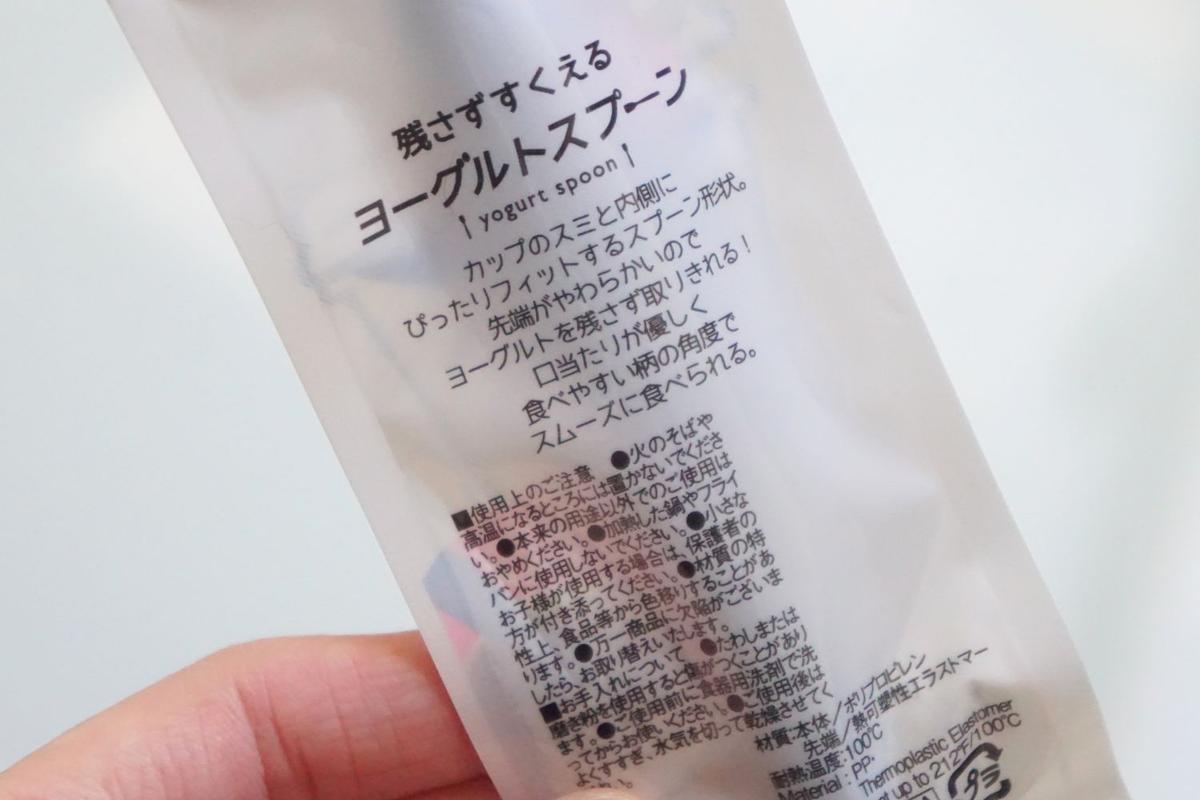 残さずすくえる
ヨーグルトスプーン
yogurt spoon
カップのスミと内側に
ぴったりフィットするスプーン形状。
先端がやわらかいので
ヨーグルトを残さず取りきれる!
口当たりが優しく
食べやすい柄の角度で
スムーズに食べられる。
■使用上のご注意 ●火のそばや
高温になるところには置かないでくださ
い。●本来の用途以外でのご使用は
おやめください。●加熱した鍋やフライ
パンに使用しないでください。●小さな
お子様が使用する場合は、保護者の
方が付き添ってください。●材質の特
性上、食品等から色移りすることがあ
ります。●万一商品に欠陥がございま
したら、お取り替えいたします。
■お手入れについて ●たわしまたは
磨き粉を使用すると傷がつくことがあり
ます。●ご使用前に食器用洗剤で洗
ってからお使いください。●ご使用後は
よくすすぎ、水気を切って乾燥させてく
い。
材質:本体/ポリプロピレン
先端/熱可塑性エラストマー
耐熱温度:100℃
Material : PP. Thermoplastic Elastomer
up to 212°F/100°C
プラ